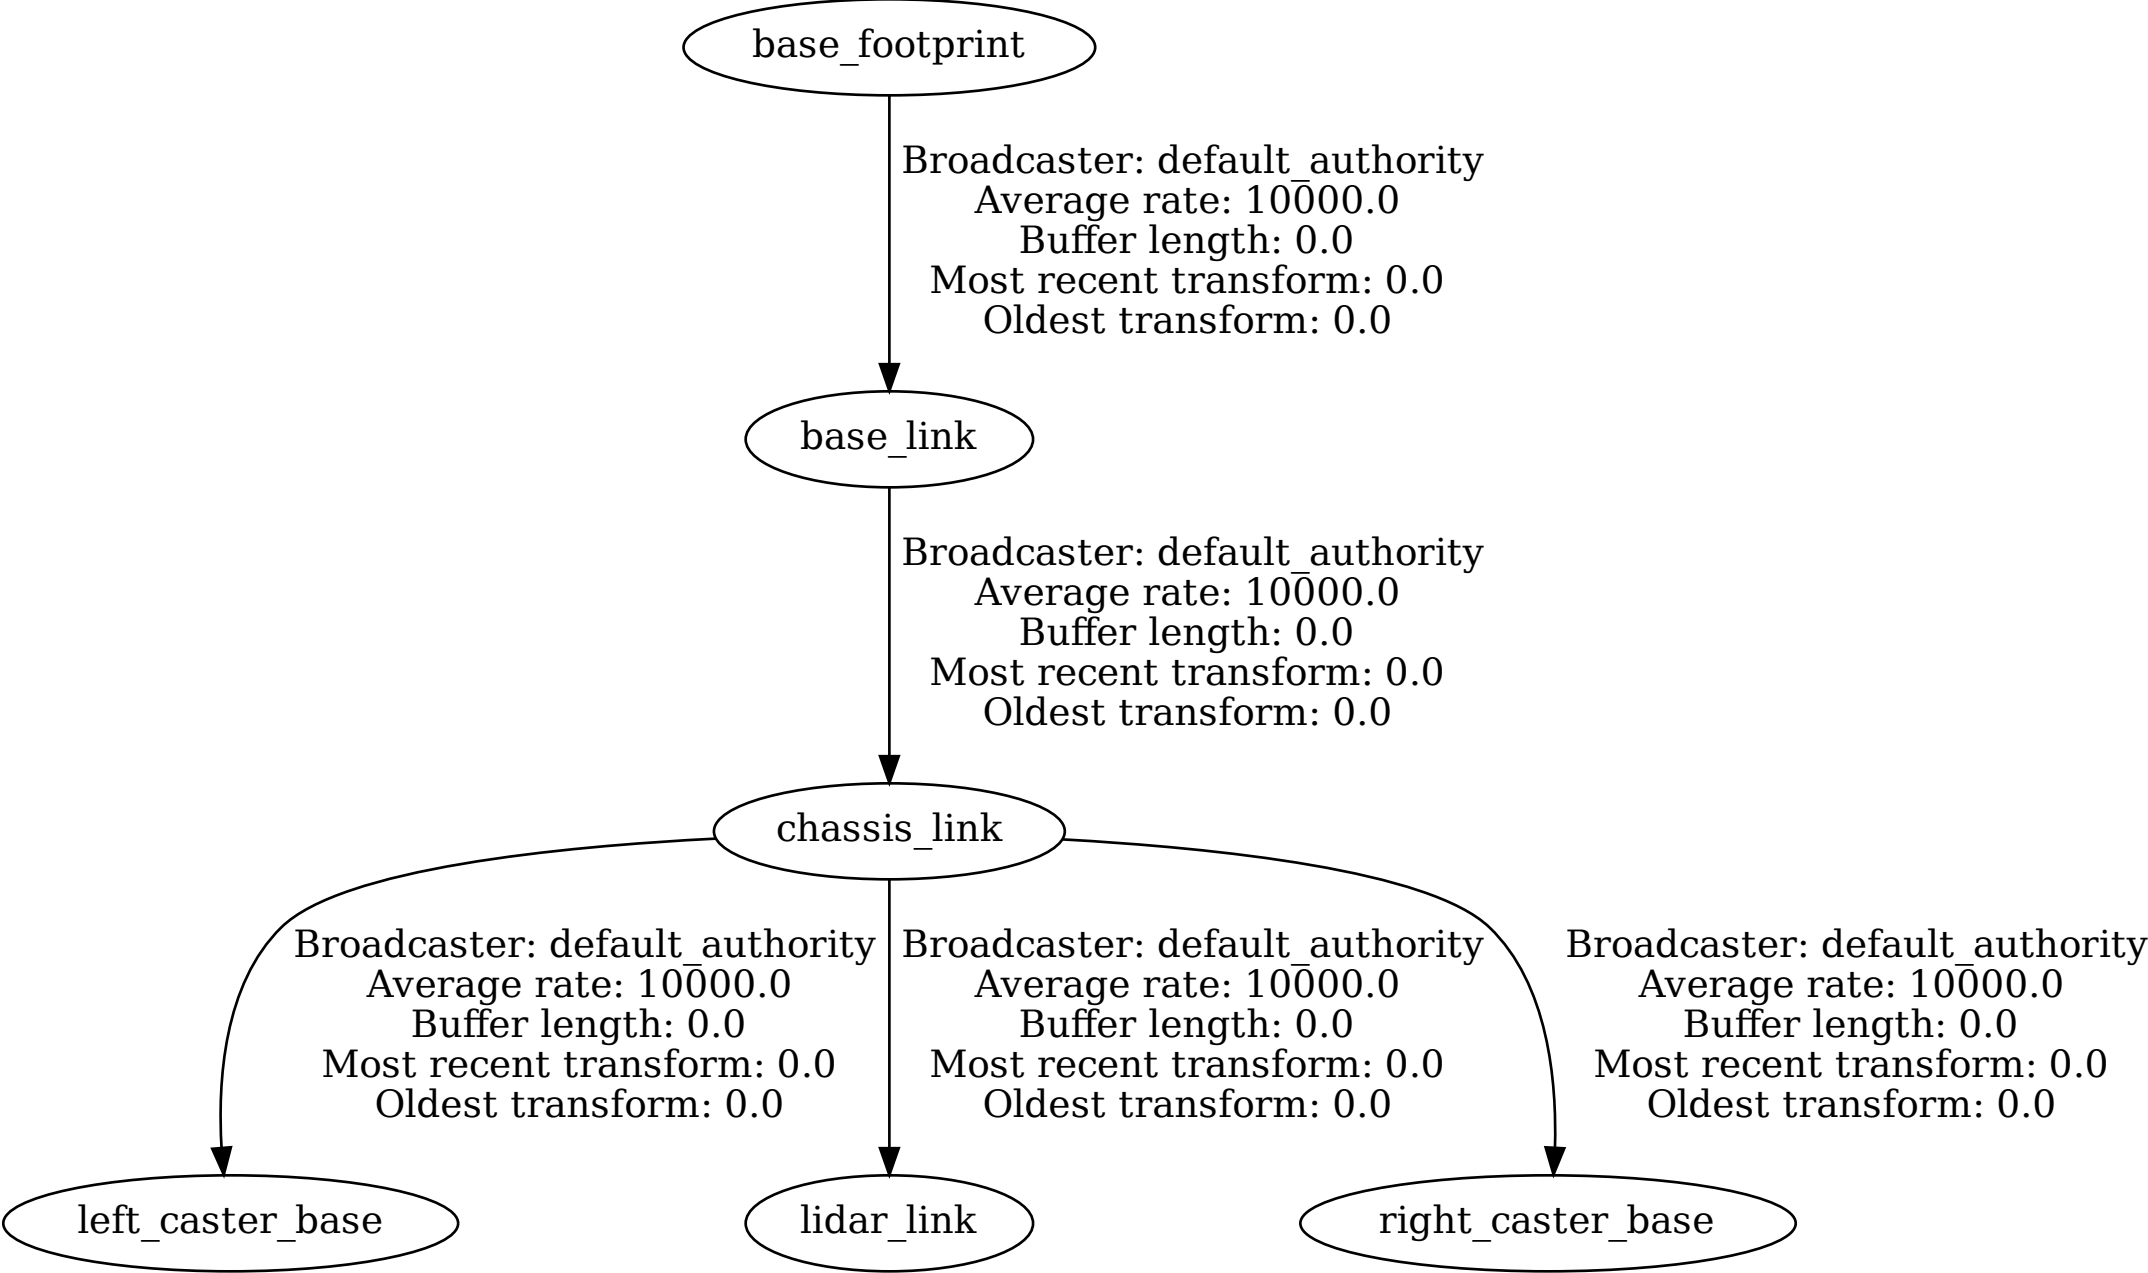 base_footprint
Broadcaster: default_authority
Average rate: 10000.0
Buffer length: 0.0
Most recent transform: 0.0
Oldest transform: 0.0
base_link
Broadcaster: default_authority
Average rate: 10000.0
Buffer length: 0.0
Most recent transform: 0.0
Oldest transform: 0.0
chassis_link
Broadcaster: default_authority
Average rate: 10000.0
Buffer length: 0.0
Most recent transform: 0.0
Oldest transform: 0.0
Broadcaster: default_authority
Average rate: 10000.0
Buffer length: 0.0
Most recent transform: 0.0
Oldest transform: 0.0
Broadcaster: default_authority
Average rate: 10000.0
Buffer length: 0.0
Most recent transform: 0.0
Oldest transform: 0.0
left_caster_base
lidar_link
right_caster_base